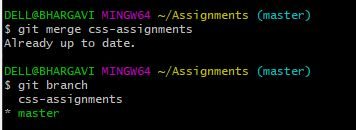 DELL@BHARGAVI MINGW64 ~/Assignments (master)
$ git merge css-assignments
Already up to date.

DELL@BHARGAVI MINGW64 ~/Assignments (master)
$ git branch
  css-assignments
* master